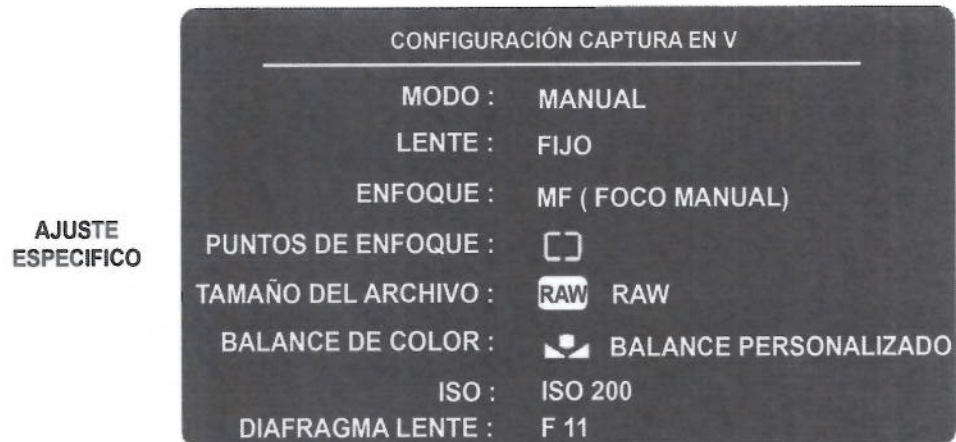 CONFIGURACIÓN CAPTURA EN V
MODO : MANUAL
LENTE : FIJO
ENFOQUE : MF ( FOCO MANUAL)
AJUSTE
ESPECIFICO
PUNTOS DE ENFOQUE :
TAMAÑO DEL ARCHIVO : RAW RAW
BALANCE DE COLOR : BALANCE PERSONALIZADO
ISO : ISO 200
DIAFRAGMA LENTE : F 11